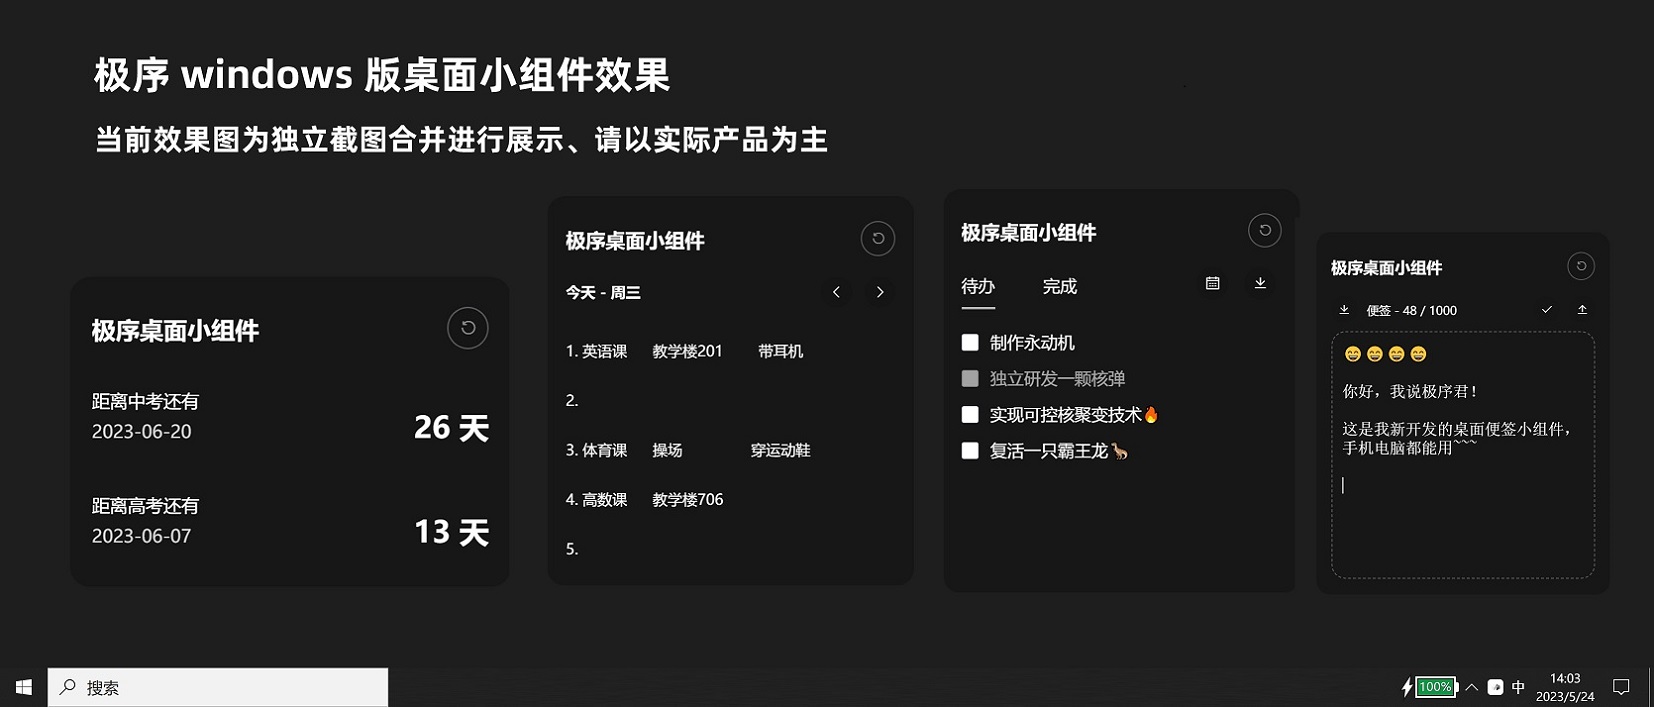 极序 windows 版桌面小组件效果
当前效果图为独立截图合并进行展示、请以实际产品为主
极序桌面小组件
距离中考还有
2023-06-20
26 天
距离高考还有
2023-06-07
13 天
极序桌面小组件
今天 - 周三
1. 英语课 教学楼201 带耳机
2.
3. 体育课 操场 穿运动鞋
4. 高数课 教学楼706
5.
极序桌面小组件
待办 完成
制作永动机
独立研发一颗核弹
实现可控核聚变技术🔥
复活一只霸王龙🦕
极序桌面小组件
便签 - 48 / 1000
😁😁😁😁
你好，我说极序君！
这是我新开发的桌面便签小组件，
手机电脑都能用~~~
搜索
100%
中
14:03
2023/5/24